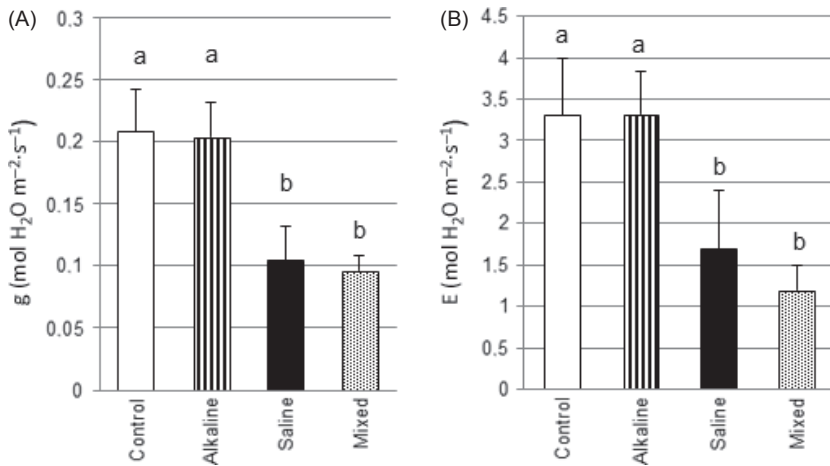 (A)
0.3
0.25
0.2
0.15
0.1
0.05
0
g (mol H₂O m⁻²·s⁻¹)
a
a
b
b
Control
Alkaline
Saline
Mixed
(B)
4.5
4
3.5
3
2.5
2
1.5
1
0.5
0
E (mol H₂O m⁻²·s⁻¹)
a
a
b
b
Control
Alkaline
Saline
Mixed